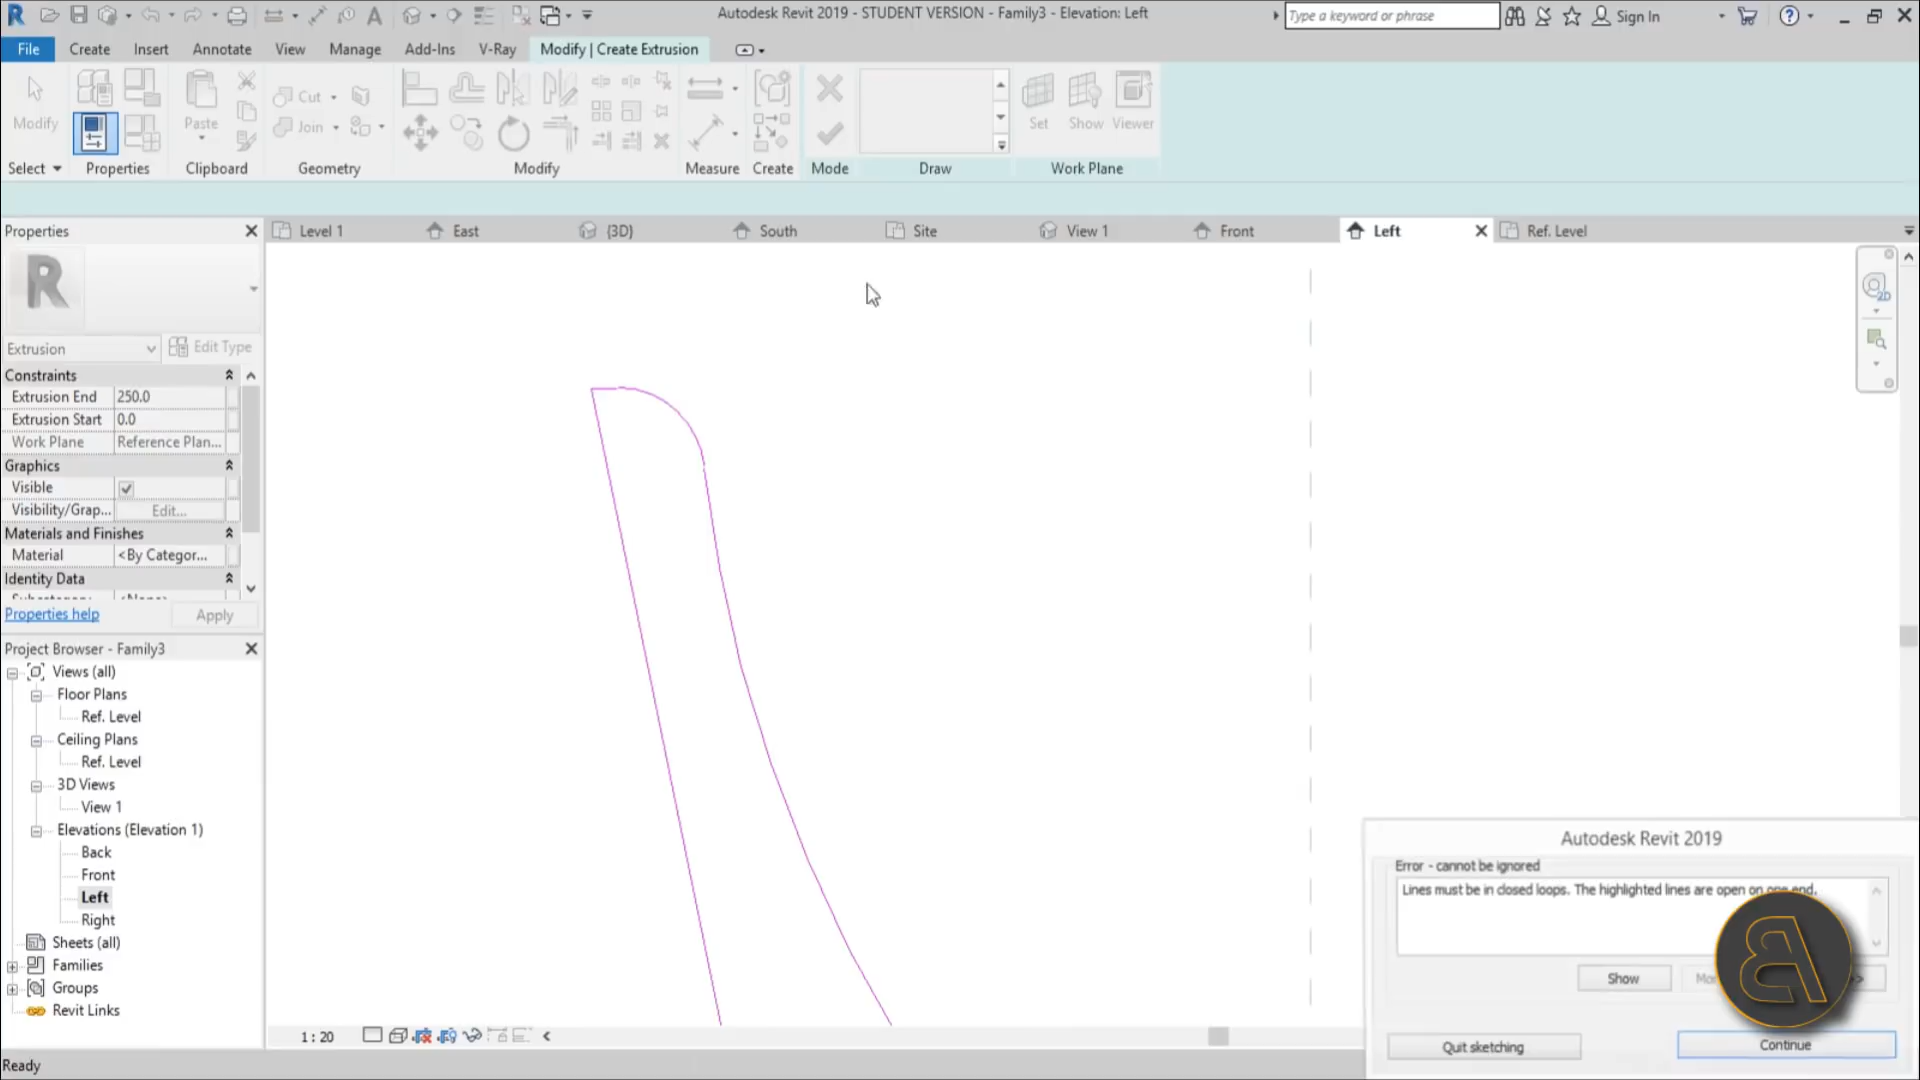 Autodesk Revit 2019 - STUDENT VERSION - Family3 - Elevation: Left
Type a keyword or phrase
Sign In
File Create Insert Annotate View Manage Add-Ins V-Ray Modify | Create Extrusion
Modify
Paste
Cut
Join
Set Show Viewer
Select Properties Clipboard Geometry Modify Measure Create Mode Draw Work Plane
Properties
Level 1 East {3D} South Site View 1 Front Left Ref. Level
2D
Extrusion Edit Type
Constraints
Extrusion End 250.0
Extrusion Start 0.0
Work Plane Reference Plan...
Graphics
Visible
Visibility/Grap... Edit...
Materials and Finishes
Material <By Categor...
Identity Data
Properties help Apply
Project Browser - Family3
Views (all)
Floor Plans
Ref. Level
Ceiling Plans
Ref. Level
3D Views
View 1
Elevations (Elevation 1)
Back
Front
Left
Right
Sheets (all)
Families
Groups
Revit Links
1 : 20
Ready
Autodesk Revit 2019
Error - cannot be ignored
Lines must be in closed loops. The highlighted lines are open on one end.
Show
Quit sketching Continue